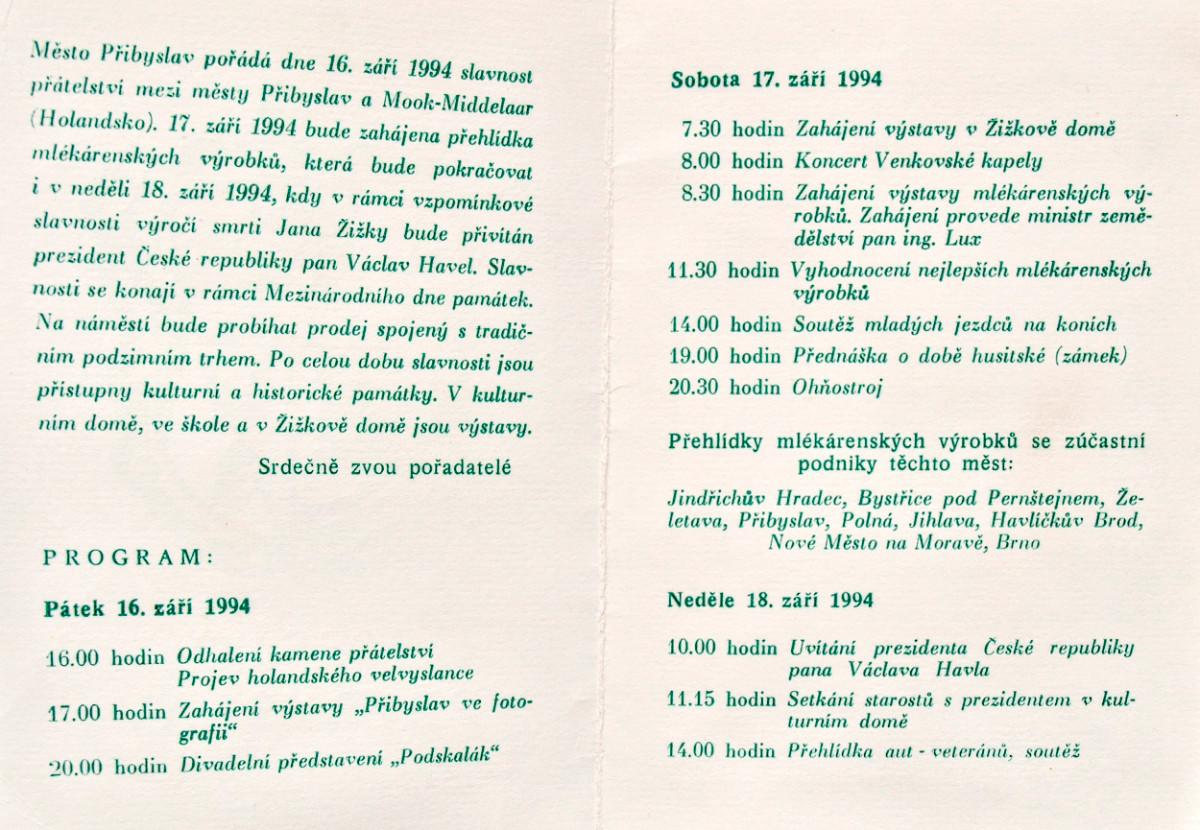 Město Přibyslav pořádá dne 16. září 1994 slavnost
přátelství mezi městy Přibyslav a Mook-Middelaar
(Holandsko). 17. září 1994 bude zahájena přehlídka
mlékárenských výrobků, která bude pokračovat
i v neděli 18. září 1994, kdy v rámci vzpomínkové
slavnosti výročí smrti Jana Žižky bude přivítán
prezident České republiky pan Václav Havel. Slav-
nosti se konají v rámci Mezinárodního dne památek.
Na náměstí bude probíhat prodej spojený s tradič-
ním podzimním trhem. Po celou dobu slavnosti jsou
přístupny kulturní a historické památky. V kultur-
ním domě, ve škole a v Žižkově domě jsou výstavy.
Srdečně zvou pořadatelé
PROGRAM:
Pátek 16. září 1994
16.00 hodin Odhalení kamene přátelství
Projev holandského velvyslance
17.00 hodin Zahájení výstavy „Přibyslav ve foto-
grafii“
20.00 hodin Divadelní představení „Podskalák“
Sobota 17. září 1994
7.30 hodin Zahájení výstavy v Žižkově domě
8.00 hodin Koncert Venkovské kapely
8.30 hodin Zahájení výstavy mlékárenských vý-
robků. Zahájení provede ministr země-
dělství pan ing. Lux
11.30 hodin Vyhodnocení nejlepších mlékárenských
výrobků
14.00 hodin Soutěž mladých jezdců na koních
19.00 hodin Přednáška o době husitské (zámek)
20.30 hodin Ohňostroj
Přehlídky mlékárenských výrobků se zúčastní
podniky těchto měst:
Jindřichův Hradec, Bystřice pod Pernštejnem, Že-
letava, Přibyslav, Polná, Jihlava, Havlíčkův Brod,
Nové Město na Moravě, Brno
Neděle 18. září 1994
10.00 hodin Uvítání prezidenta České republiky
pana Václava Havla
11.15 hodin Setkání starostů s prezidentem v kul-
turním domě
14.00 hodin Přehlídka aut - veteránů, soutěž